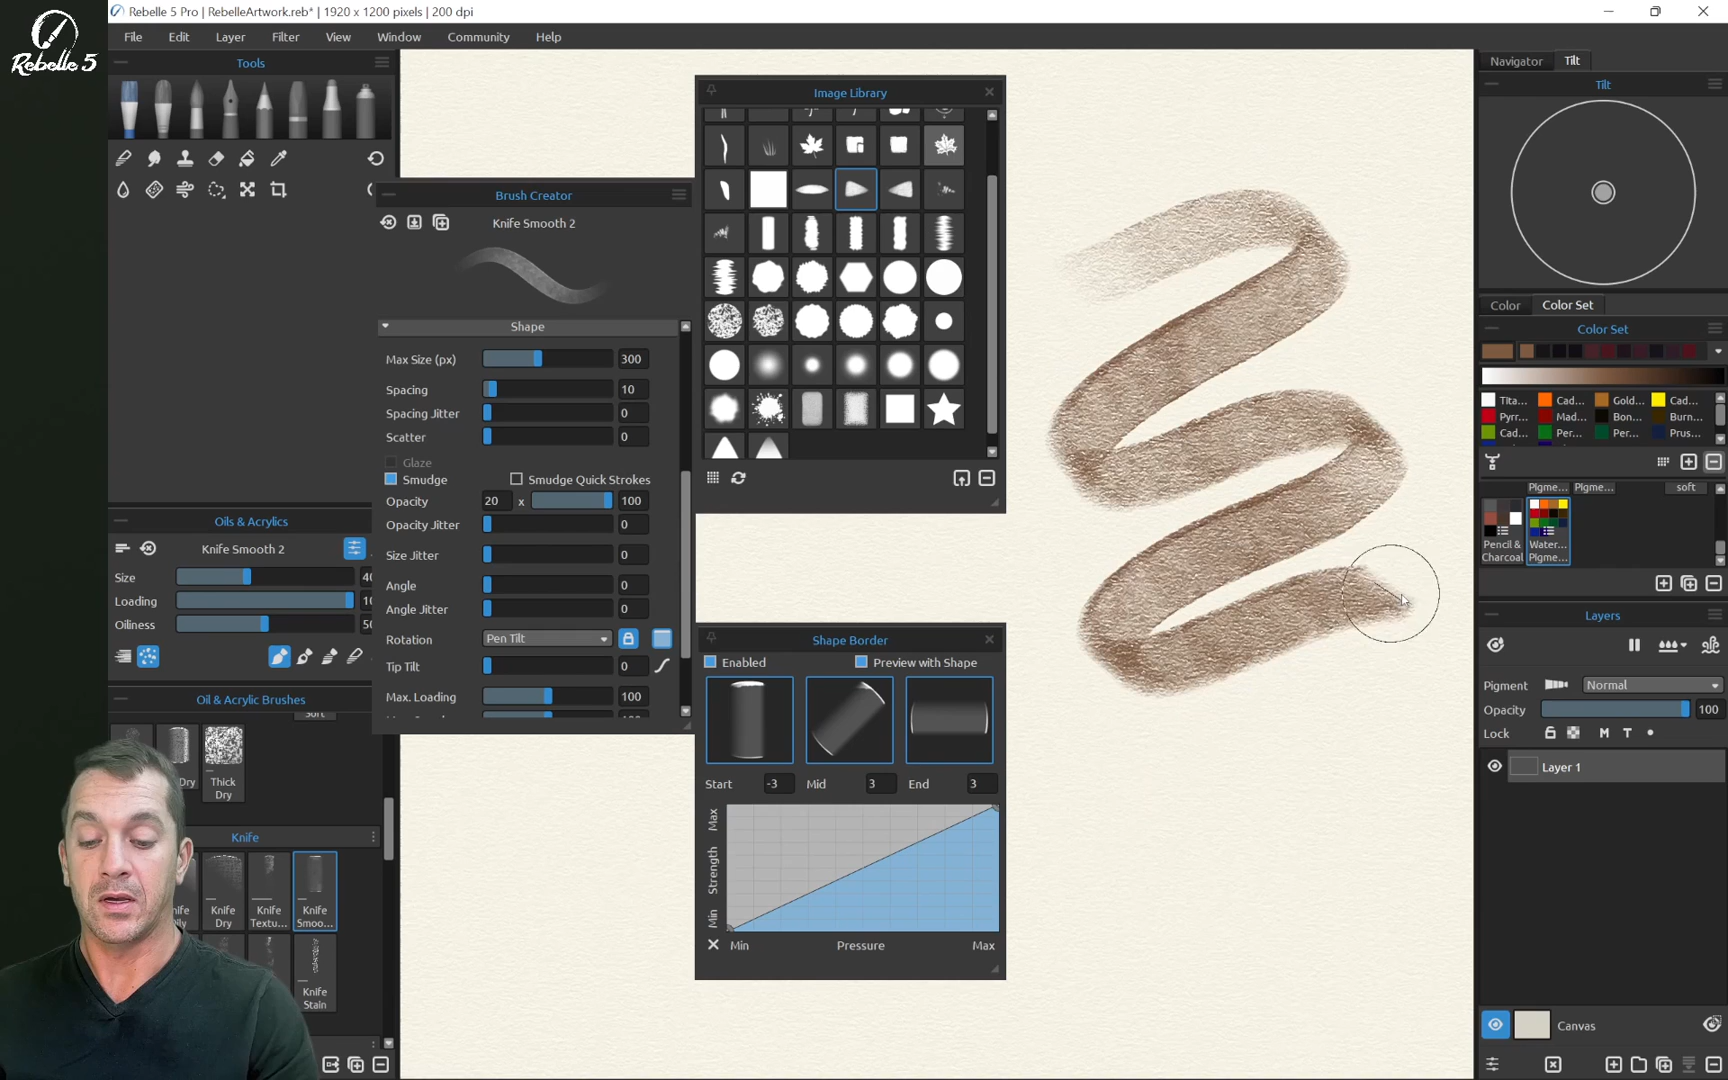 Rebelle 5
Rebelle 5 Pro | RebelleArtwork.reb* | 1920 x 1200 pixels | 200 dpi
File Edit Layer Filter View Window Community Help
Tools
Brush Creator
Knife Smooth 2
Shape
Max Size (px) 300
Spacing 10
Spacing Jitter 0
Scatter 0
Glaze
Smudge Smudge Quick Strokes
Opacity 20 x 100
Opacity Jitter 0
Size Jitter 0
Angle 0
Angle Jitter 0
Rotation Pen Tilt
Tip Tilt 0
Max. Loading 100
Oils & Acrylics
Knife Smooth 2
Size
Loading
Oiliness
Oil & Acrylic Brushes
Soft
Dry
Thick
Dry
Knife
Knife
Dry
Knife
Textu...
Knife
Smoo...
Knife
Stain
Image Library
Shape Border
Enabled Preview with Shape
Start -3 Mid 3 End 3
Max
Strength
Min
Min Pressure Max
Navigator Tilt
Tilt
Color Color Set
Color Set
Tita... Cad... Gold... Cad...
Pyrr... Mad... Bon... Burn...
Cad... Per... Per... Prus...
Pigme... Pigme... soft
Pencil &
Charcoal
Water...
Pigme...
Layers
Pigment Normal
Opacity 100
Lock M T
Layer 1
Canvas